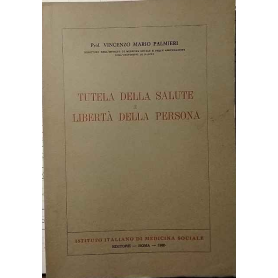 Prof. VINCENZO MARIO PALMIERI
TUTELA DELLA SALUTE
E
LIBERTÀ DELLA PERSONA
ISTITUTO ITALIANO DI MEDICINA SOCIALE
EDITORE - ROMA